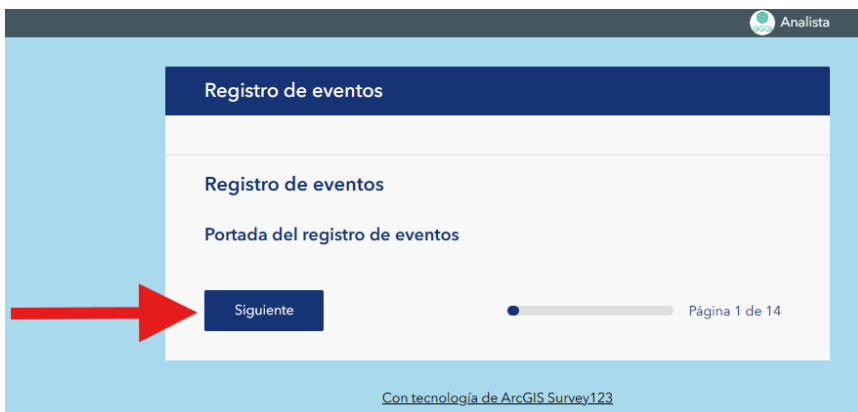 Analista
Registro de eventos
Registro de eventos
Portada del registro de eventos
Siguiente
Página 1 de 14
Con tecnología de ArcGIS Survey123